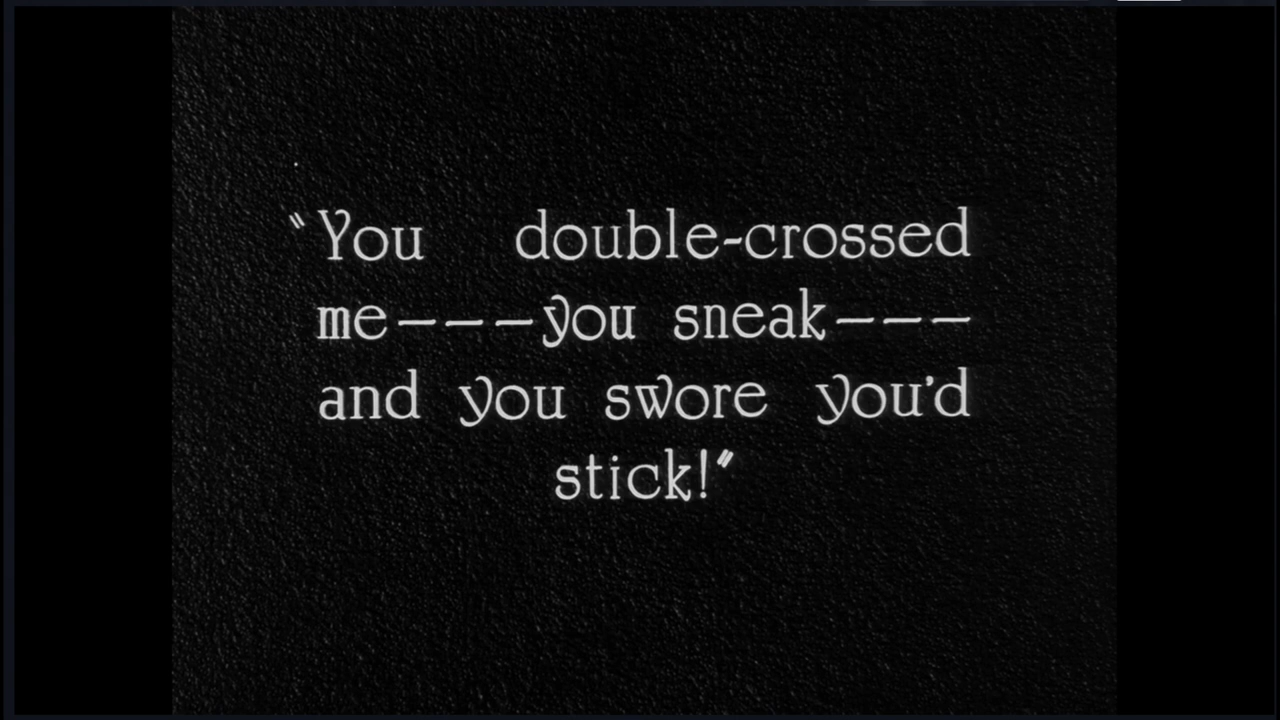 “You double-crossed
me---you sneak---
and you swore you'd
stick!”